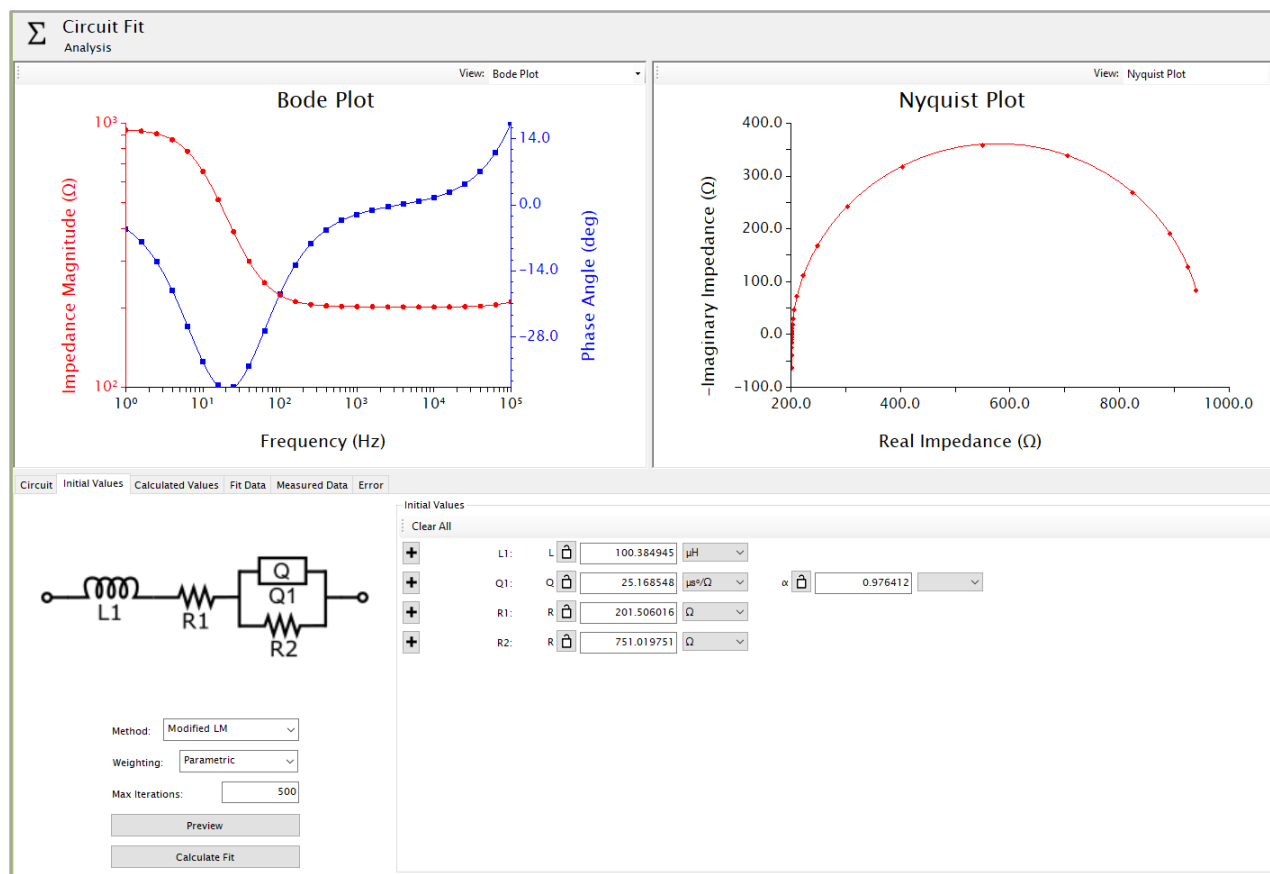 Σ Circuit Fit
Analysis
View: Bode Plot
Bode Plot
10³
10²
Impedance Magnitude (Ω)
14.0
0.0
-14.0
-28.0
Phase Angle (deg)
10⁰ 10¹ 10² 10³ 10⁴ 10⁵
Frequency (Hz)
View: Nyquist Plot
Nyquist Plot
400.0
300.0
200.0
100.0
0.0
-100.0
-Imaginary Impedance (Ω)
200.0 400.0 600.0 800.0 1000.0
Real Impedance (Ω)
Circuit Initial Values Calculated Values Fit Data Measured Data Error
L1
R1
Q
Q1
R2
Method: Modified LM
Weighting: Parametric
Max Iterations: 500
Preview
Calculate Fit
Initial Values
Clear All
+ L1: L 100.384945 µH
+ Q1: Q 25.168548 µsᵅ/Ω α 0.976412
+ R1: R 201.506016 Ω
+ R2: R 751.019751 Ω